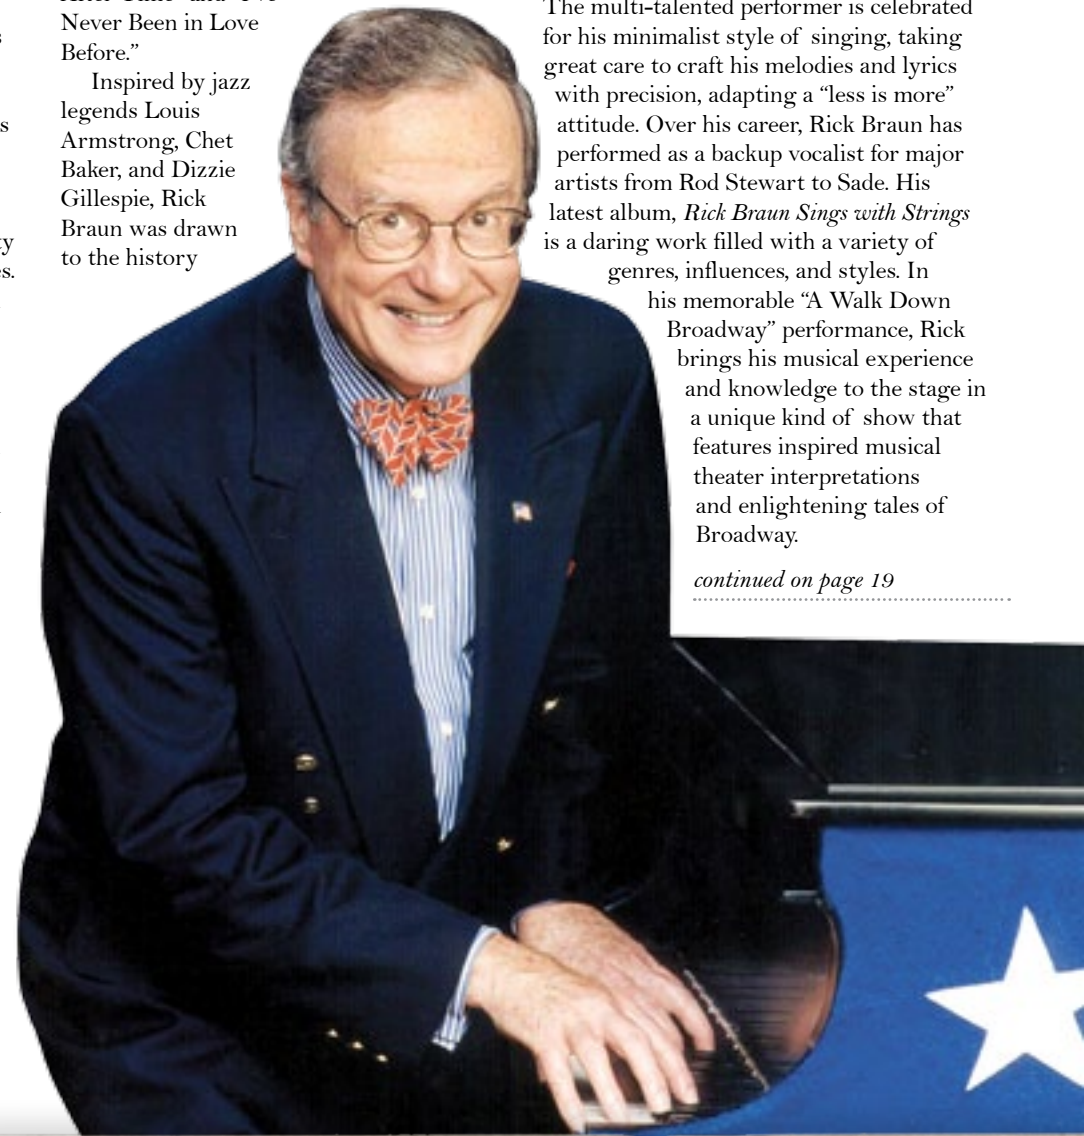 Never Been in Love
Before.”
Inspired by jazz
legends Louis
Armstrong, Chet
Baker, and Dizzie
Gillespie, Rick
Braun was drawn
to the history
The multi-talented performer is celebrated
for his minimalist style of singing, taking
great care to craft his melodies and lyrics
with precision, adapting a “less is more”
attitude. Over his career, Rick Braun has
performed as a backup vocalist for major
artists from Rod Stewart to Sade. His
latest album, Rick Braun Sings with Strings
is a daring work filled with a variety of
genres, influences, and styles. In
his memorable “A Walk Down
Broadway” performance, Rick
brings his musical experience
and knowledge to the stage in
a unique kind of show that
features inspired musical
theater interpretations
and enlightening tales of
Broadway.
continued on page 19